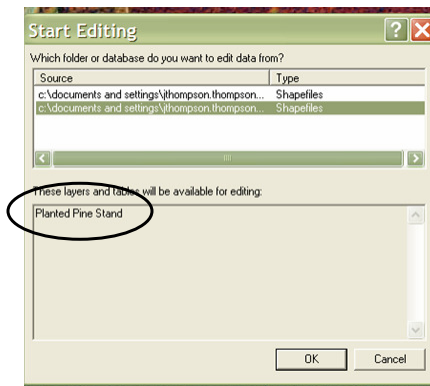 Start Editing
Which folder or database do you want to edit data from?
Source Type
c:\documents and settings\jthompson.thompson... Shapefiles
c:\documents and settings\jthompson.thompson... Shapefiles
These layers and tables will be available for editing:
Planted Pine Stand
OK Cancel